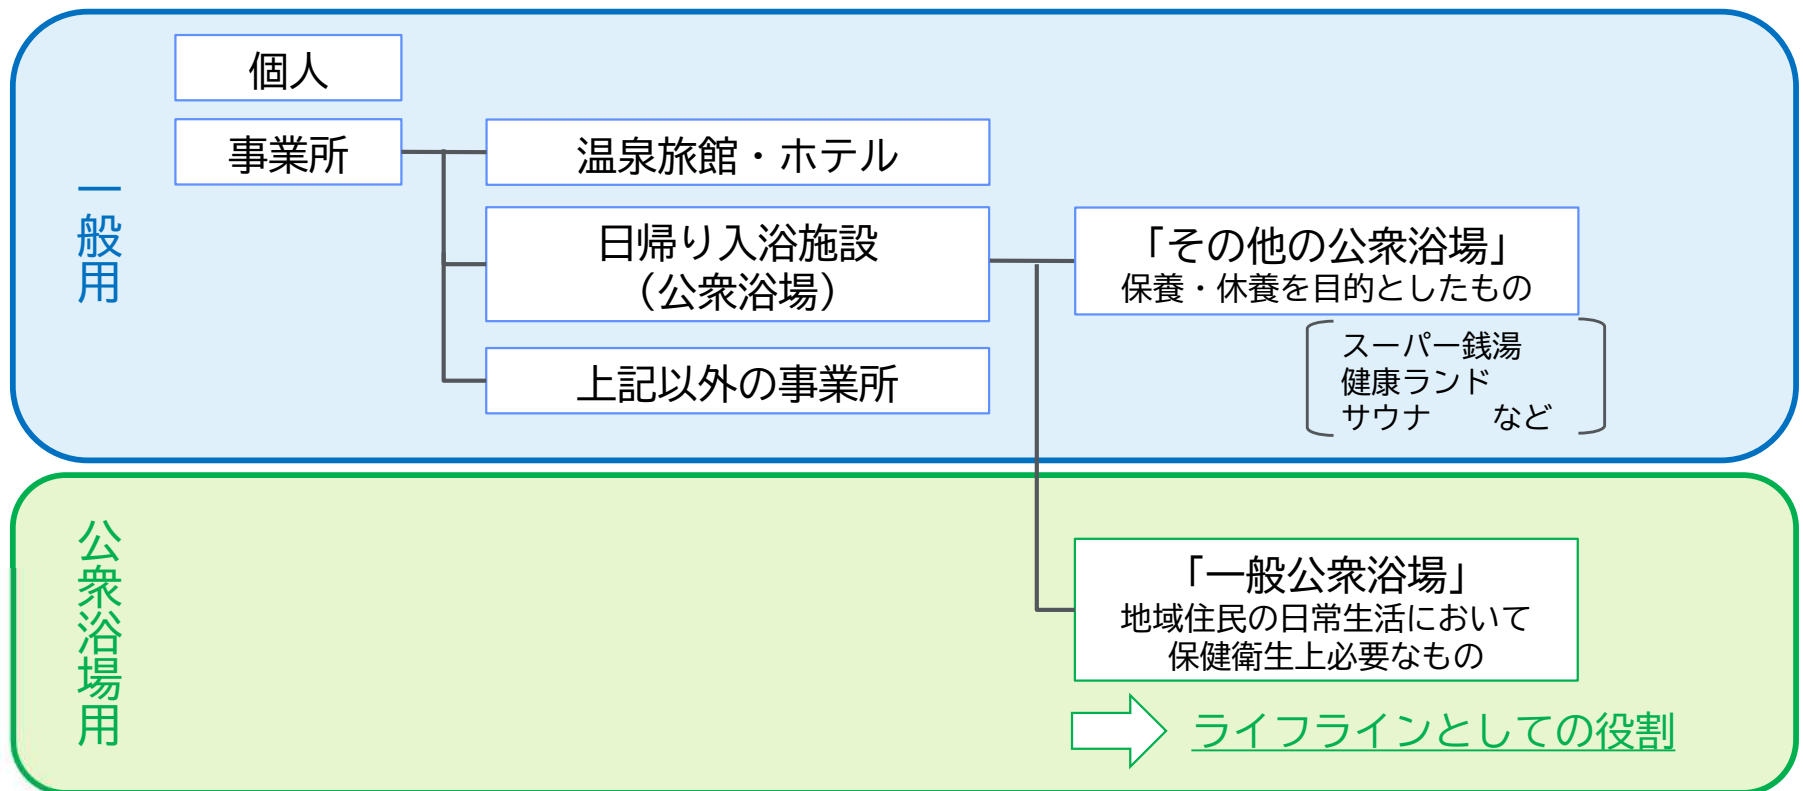 一般用
個人
事業所
温泉旅館・ホテル
日帰り入浴施設
（公衆浴場）
上記以外の事業所
「その他の公衆浴場」
保養・休養を目的としたもの
スーパー銭湯
健康ランド
サウナ　　など
公衆浴場用
「一般公衆浴場」
地域住民の日常生活において
保健衛生上必要なもの
ライフラインとしての役割